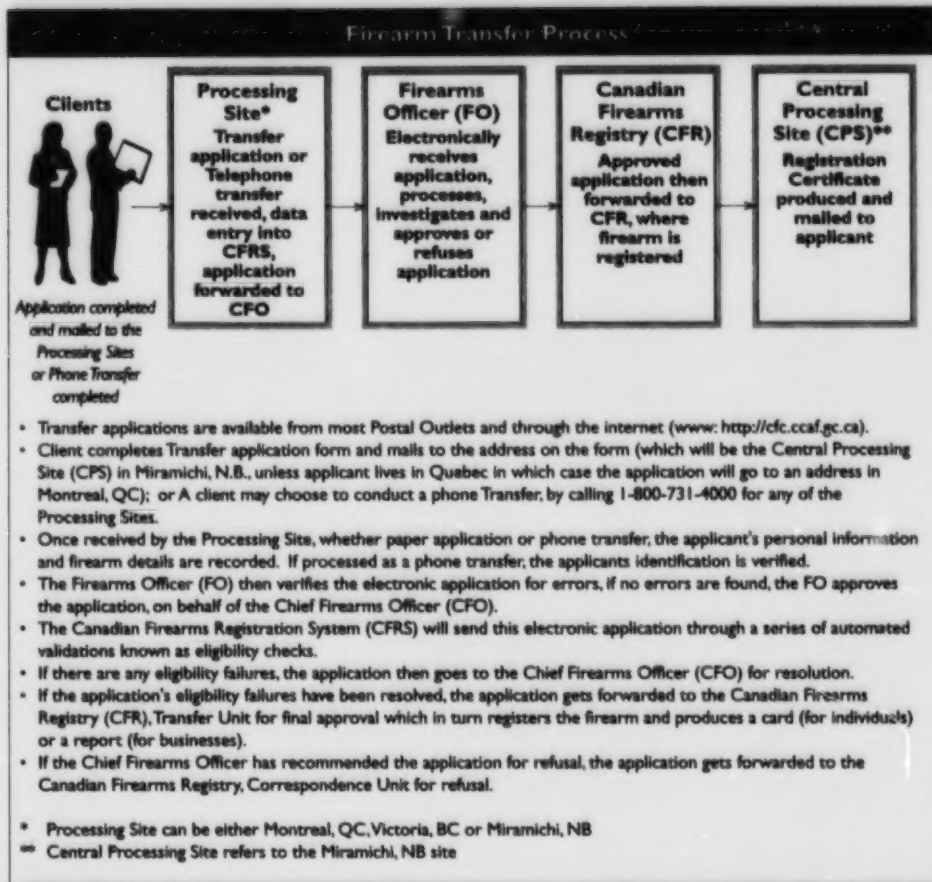 Firearm Transfer Process
Clients
Application completed
and mailed to the
Processing Sites
or Phone Transfer
completed
Processing
Site*
Transfer
application or
Telephone
transfer
received, data
entry into
CFRS,
application
forwarded to
CFO
Firearms
Officer (FO)
Electronically
receives
application,
processes,
investigates and
approves or
refuses
application
Canadian
Firearms
Registry (CFR)
Approved
application then
forwarded to
CFR, where
firearm is
registered
Central
Processing
Site (CPS)**
Registration
Certificate
produced and
mailed to
applicant
• Transfer applications are available from most Postal Outlets and through the internet (www: http://cfc.ccaf.gc.ca).
• Client completes Transfer application form and mails to the address on the form (which will be the Central Processing
Site (CPS) in Miramichi, N.B., unless applicant lives in Quebec in which case the application will go to an address in
Montreal, QC); or A client may choose to conduct a phone Transfer, by calling 1-800-731-4000 for any of the
Processing Sites.
• Once received by the Processing Site, whether paper application or phone transfer, the applicant's personal information
and firearm details are recorded. If processed as a phone transfer, the applicants identification is verified.
• The Firearms Officer (FO) then varifies the electronic application for errors, if no errors are found, the FO approves
the application, on behalf of the Chief Firearms Officer (CFO).
• The Canadian Firearms Registration System (CFRS) will send this electronic application through a series of automated
validations known as eligibility checks.
• If there are any eligibility failures, the application then goes to the Chief Firearms Officer (CFO) for resolution.
• If the application's eligibility failures have been resolved, the application gets forwarded to the Canadian Firearms
Registry (CFR), Transfer Unit for final approval which in turn registers the firearm and produces a card (for individuals)
or a report (for businesses).
• If the Chief Firearms Officer has recommended the application for refusal, the application gets forwarded to the
Canadian Firearms Registry, Correspondence Unit for refusal.
* Processing Site can be either Montreal, QC, Victoria, BC or Miramichi, NB
** Central Processing Site refers to the Miramichi, NB site